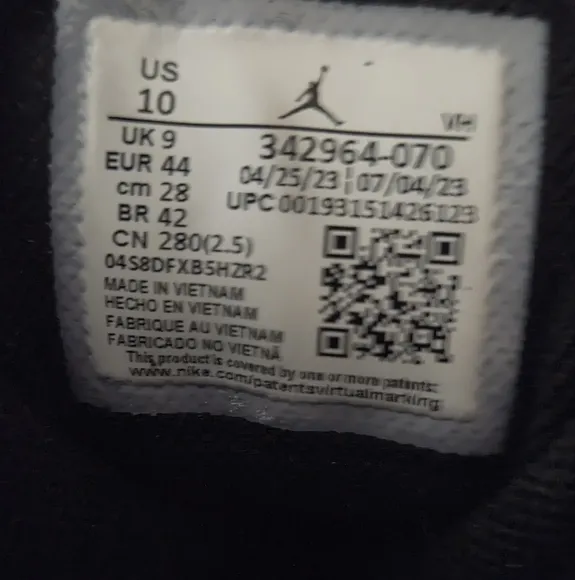 US
10
VH
UK 9
342964-070
EUR 44
04/25/23 07/04/23
cm 28
UPC 00193151426123
BR 42
CN 280(2.5)
04S8DFXB5HZR2
MADE IN VIETNAM
HECHO EN VIETNAM
FABRIQUE AU VIETNAM
FABRICADO NO VIETNÃ
This product is covered by one or more patents:
www.nike.com/patentsvirtualmarking